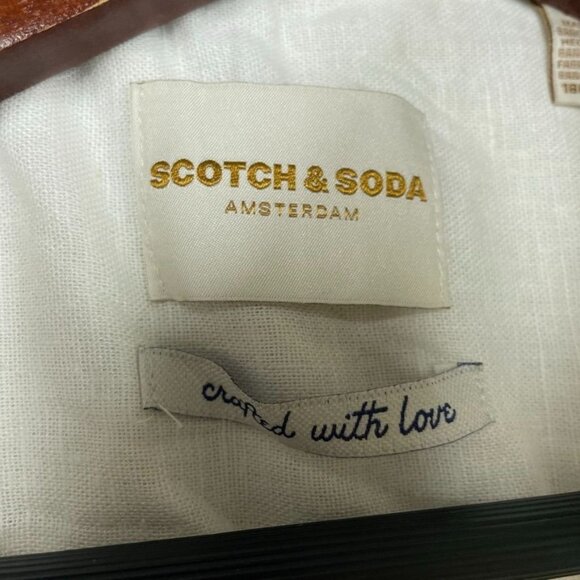 SCOTCH & SODA
AMSTERDAM
crafted with love